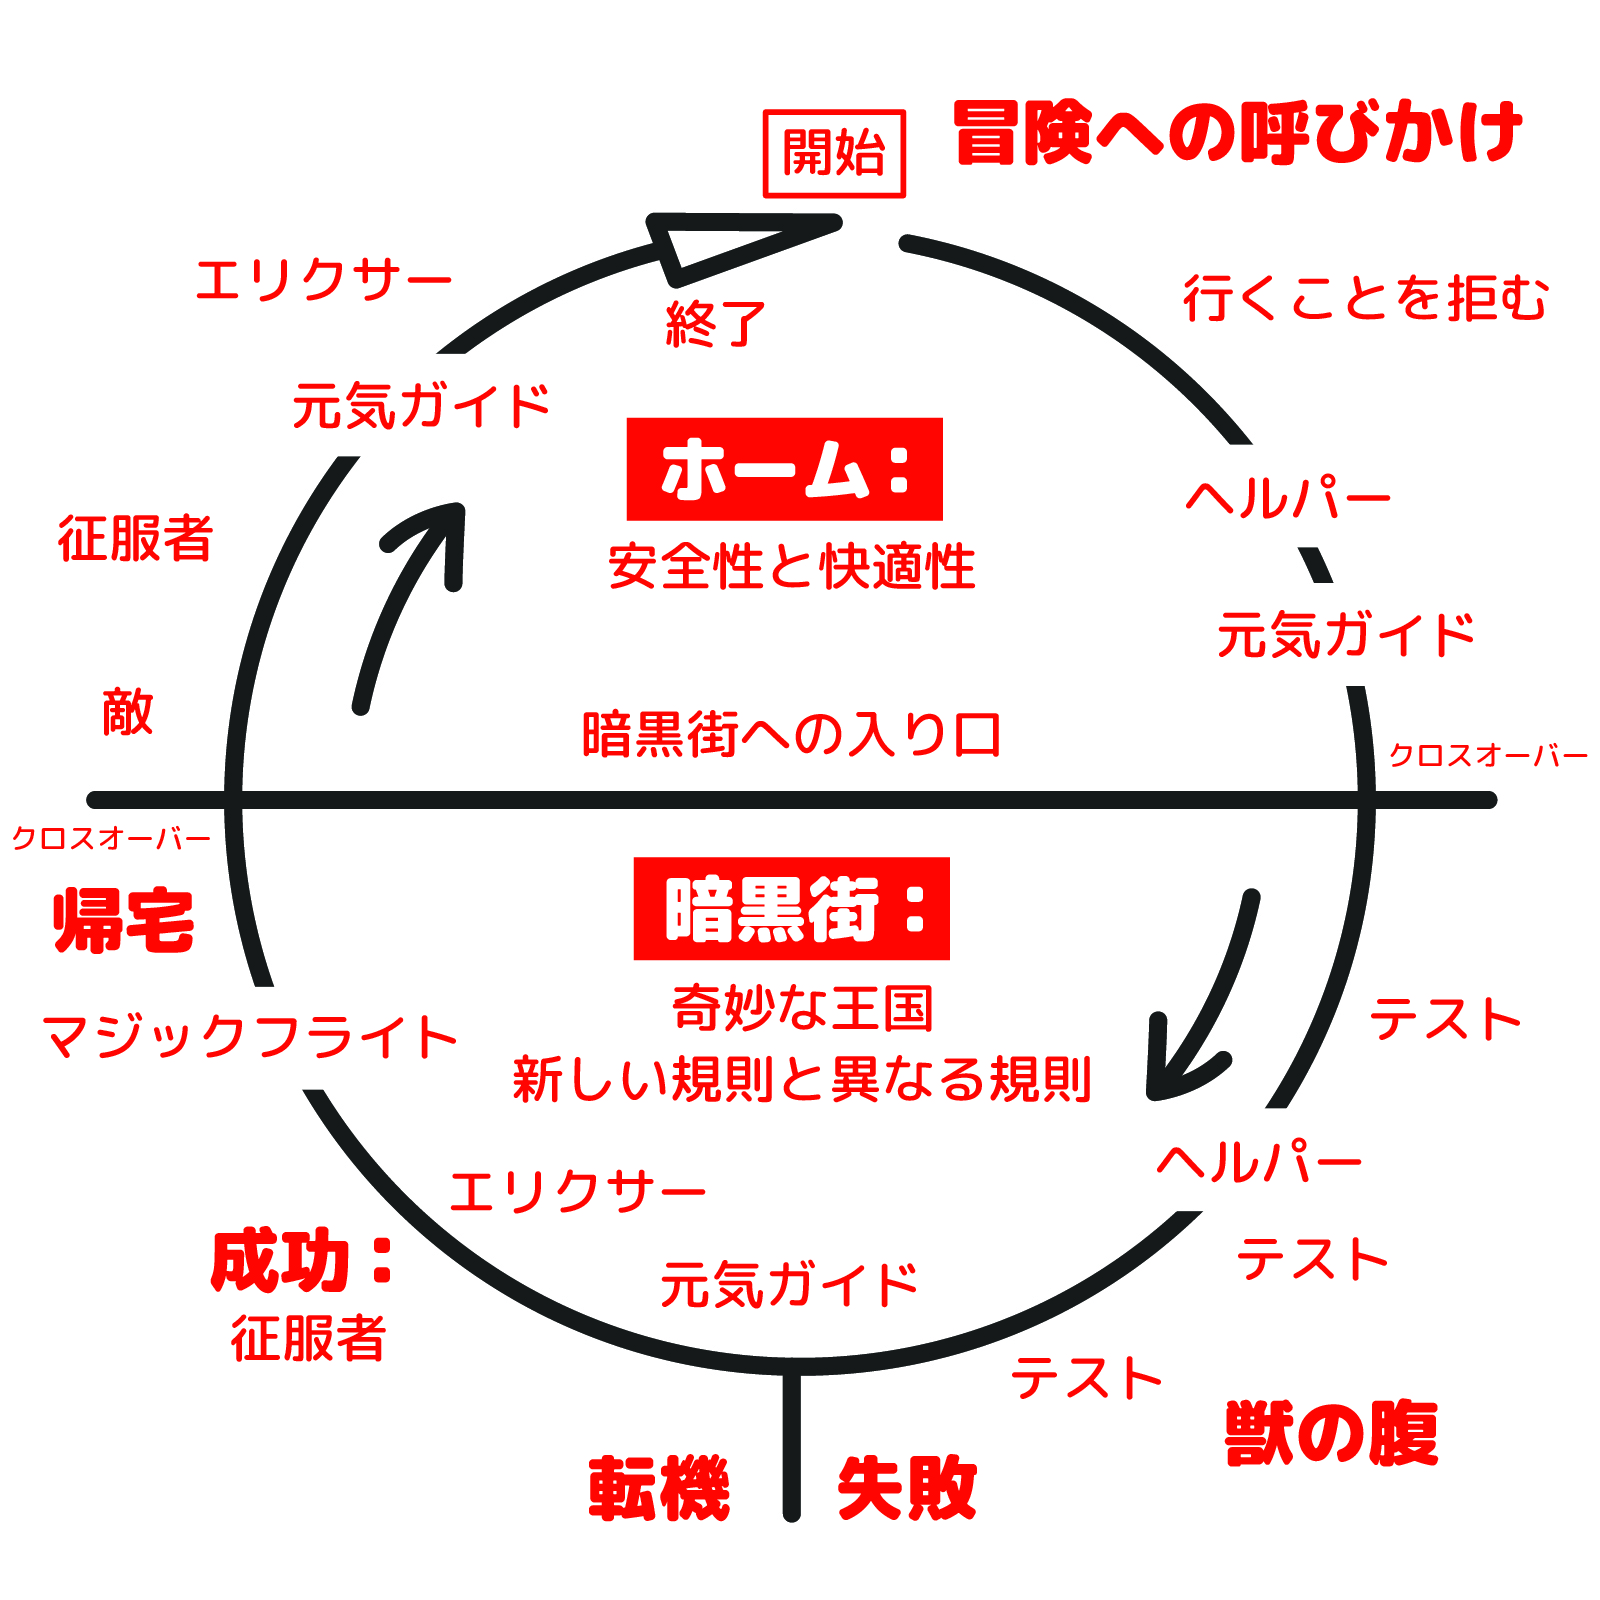 開始
冒険への呼びかけ
エリクサー
行くことを拒む
終了
元気ガイド
ホーム：
ヘルパー
征服者
安全性と快適性
元気ガイド
敵
暗黒街への入り口
クロスオーバー
クロスオーバー
帰宅
暗黒街：
奇妙な王国
テスト
マジックフライト
新しい規則と異なる規則
ヘルパー
エリクサー
テスト
成功：
元気ガイド
征服者
テスト
獣の腹
転機
失敗